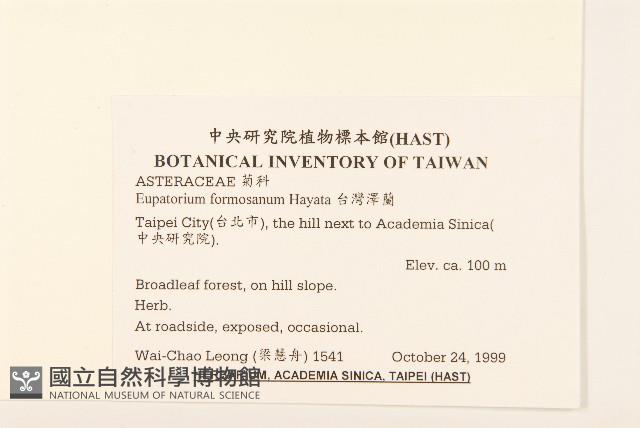 中央研究院植物標本館(HAST)
BOTANICAL INVENTORY OF TAIWAN
ASTERACEAE 菊科
Eupatorium formosanum Hayata 台灣澤蘭
Taipei City(台北市), the hill next to Academia Sinica(
中央研究院).
Elev. ca. 100 m
Broadleaf forest, on hill slope.
Herb.
At roadside, exposed, occasional.
Wai-Chao Leong (梁慧舟) 1541 October 24, 1999
ACADEMIA SINICA, TAIPEI (HAST)
國立自然科學博物館
NATIONAL MUSEUM OF NATURAL SCIENCE